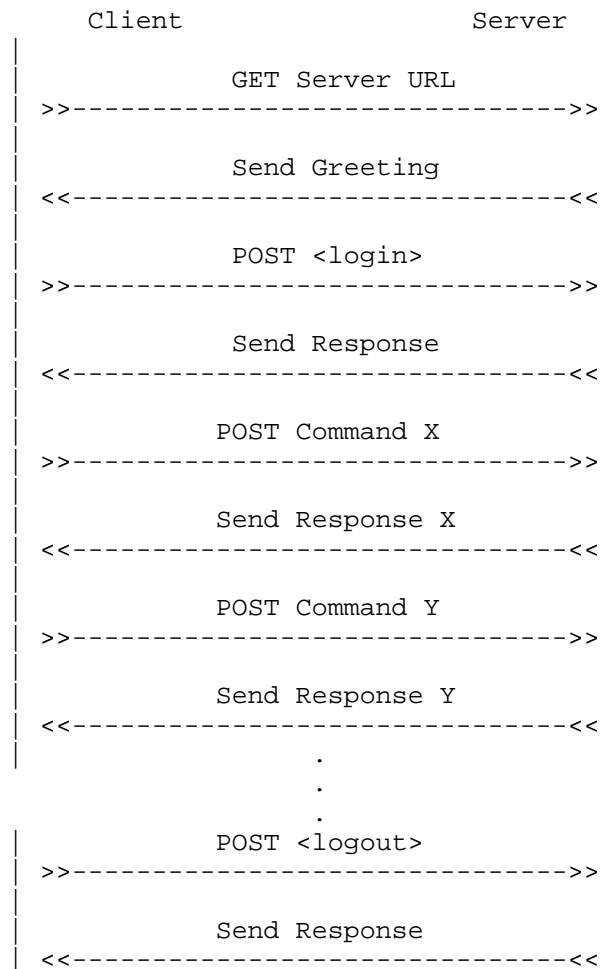 Client Server
GET Server URL
>>------------------------------->>
Send Greeting
<<-------------------------------<<
POST <login>
>>------------------------------->>
Send Response
<<-------------------------------<<
POST Command X
>>------------------------------->>
Send Response X
<<-------------------------------<<
POST Command Y
>>------------------------------->>
Send Response Y
<<-------------------------------<<
.
.
.
POST <logout>
>>------------------------------->>
Send Response
<<-------------------------------<<